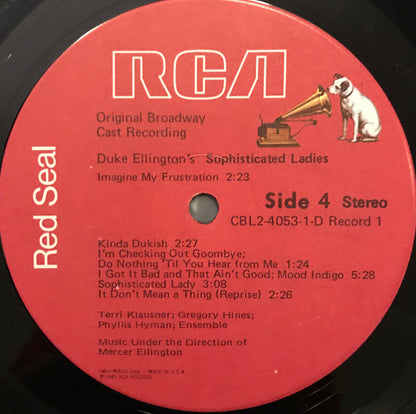 RCA
Original Broadway
Cast Recording
Duke Ellington's Sophisticated Ladies
Imagine My Frustration 2:23
Side 4 Stereo
CBL2-4053-1-D Record 1
Red Seal
Kinda Dukish 2:27
I'm Checking Out Goombye;
Do Nothing 'Til You Hear from Me 1:24
I Got It Bad and That Ain't Good; Mood Indigo 5:28
Sophisticated Lady 3:08
It Don't Mean a Thing (Reprise) 2:26
Terri Klausner; Gregory Hines;
Phyllis Hyman; Ensemble
Music Under the Direction of
Mercer Ellington
MADE IN U.S.A.
RCA RECORDS